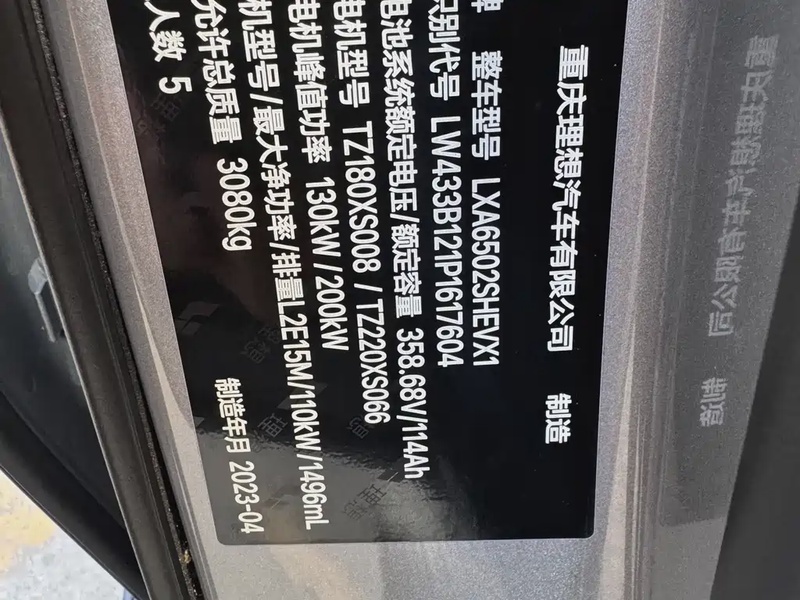 重庆理想汽车有限公司 制造
牌 整车型号 LXA6502SHEVX1
识别代号 LW433B121P1617604
电池系统额定电压/额定容量 358.68V/114Ah
电机型号 TZ180XS008 / TZ220XS066
电机峰值功率 130kW/200kW
机型号/最大净功率/排量L2E15M/110kW/1496mL
允许总质量 3080kg
人数 5
制造年月 2023-04